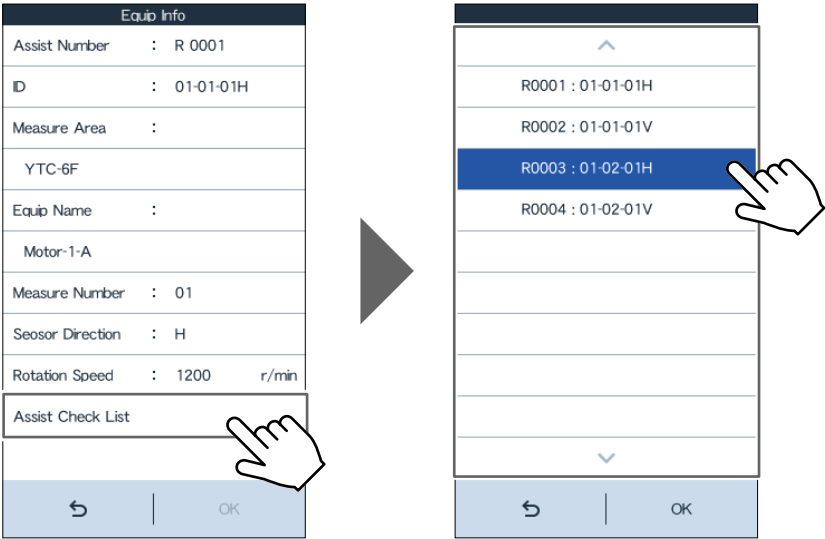 Equip Info
Assist Number : R 0001
ID : 01-01-01H
Measure Area :
YTC-6F
Equip Name :
Motor-1-A
Measure Number : 01
Seosor Direction : H
Rotation Speed : 1200 r/min
Assist Check List
OK
R0001 : 01-01-01H
R0002 : 01-01-01V
R0003 : 01-02-01H
R0004 : 01-02-01V
OK